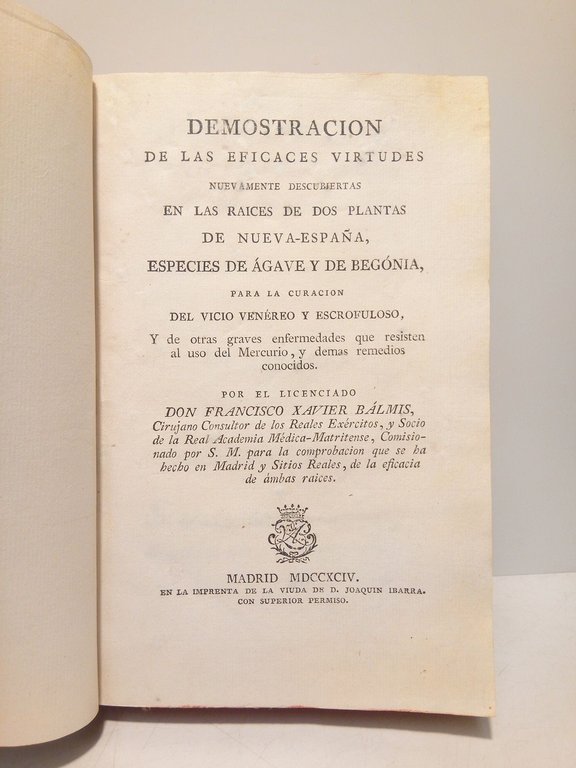 DEMOSTRACION
DE LAS EFICACES VIRTUDES
NUEVAMENTE DESCUBIERTAS
EN LAS RAICES DE DOS PLANTAS
DE NUEVA-ESPAÑA,
ESPECIES DE ÁGAVE Y DE BEGÓNIA,
PARA LA CURACION
DEL VICIO VENÉREO Y ESCROFULOSO,
Y de otras graves enfermedades que resisten
al uso del Mercurio, y demas remedios
conocidos.
POR EL LICENCIADO
DON FRANCISCO XAVIER BÁLMIS,
Cirujano Consultor de los Reales Exércitos, y Socio
de la Real Academia Médica-Matritense, Comisio-
nado por S. M. para la comprobacion que se ha
hecho en Madrid y Sitios Reales, de la eficacia
de ámbas raices.
MADRID MDCCXCIV.
EN LA IMPRENTA DE LA VIUDA DE D. JOAQUIN IBARRA.
CON SUPERIOR PERMISO.